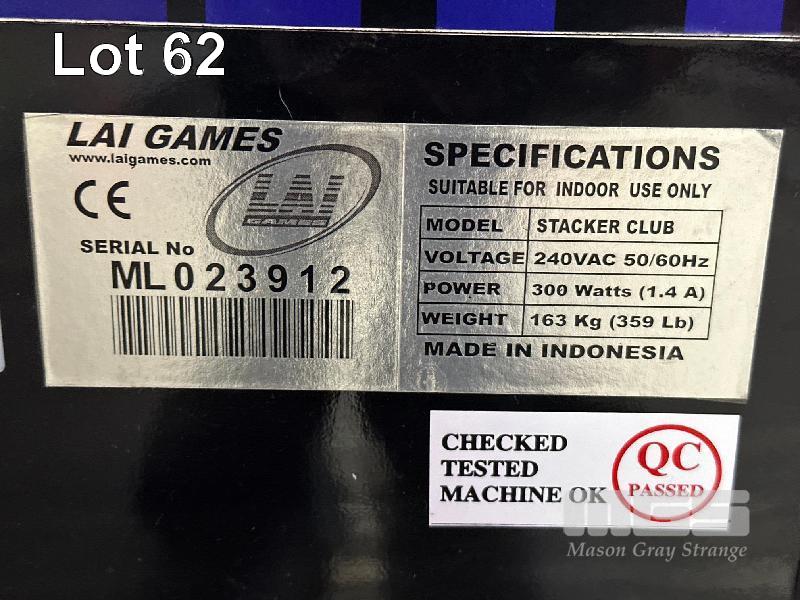 Lot 62
LAI GAMES
www.laigames.com
CE
LAI
GAMES
SERIAL No
ML023912
SPECIFICATIONS
SUITABLE FOR INDOOR USE ONLY
MODEL STACKER CLUB
VOLTAGE 240VAC 50/60Hz
POWER 300 Watts (1.4 A)
WEIGHT 163 Kg (359 Lb)
MADE IN INDONESIA
CHECKED
TESTED
MACHINE OK
QC
PASSED
mGS
Mason Gray Strange